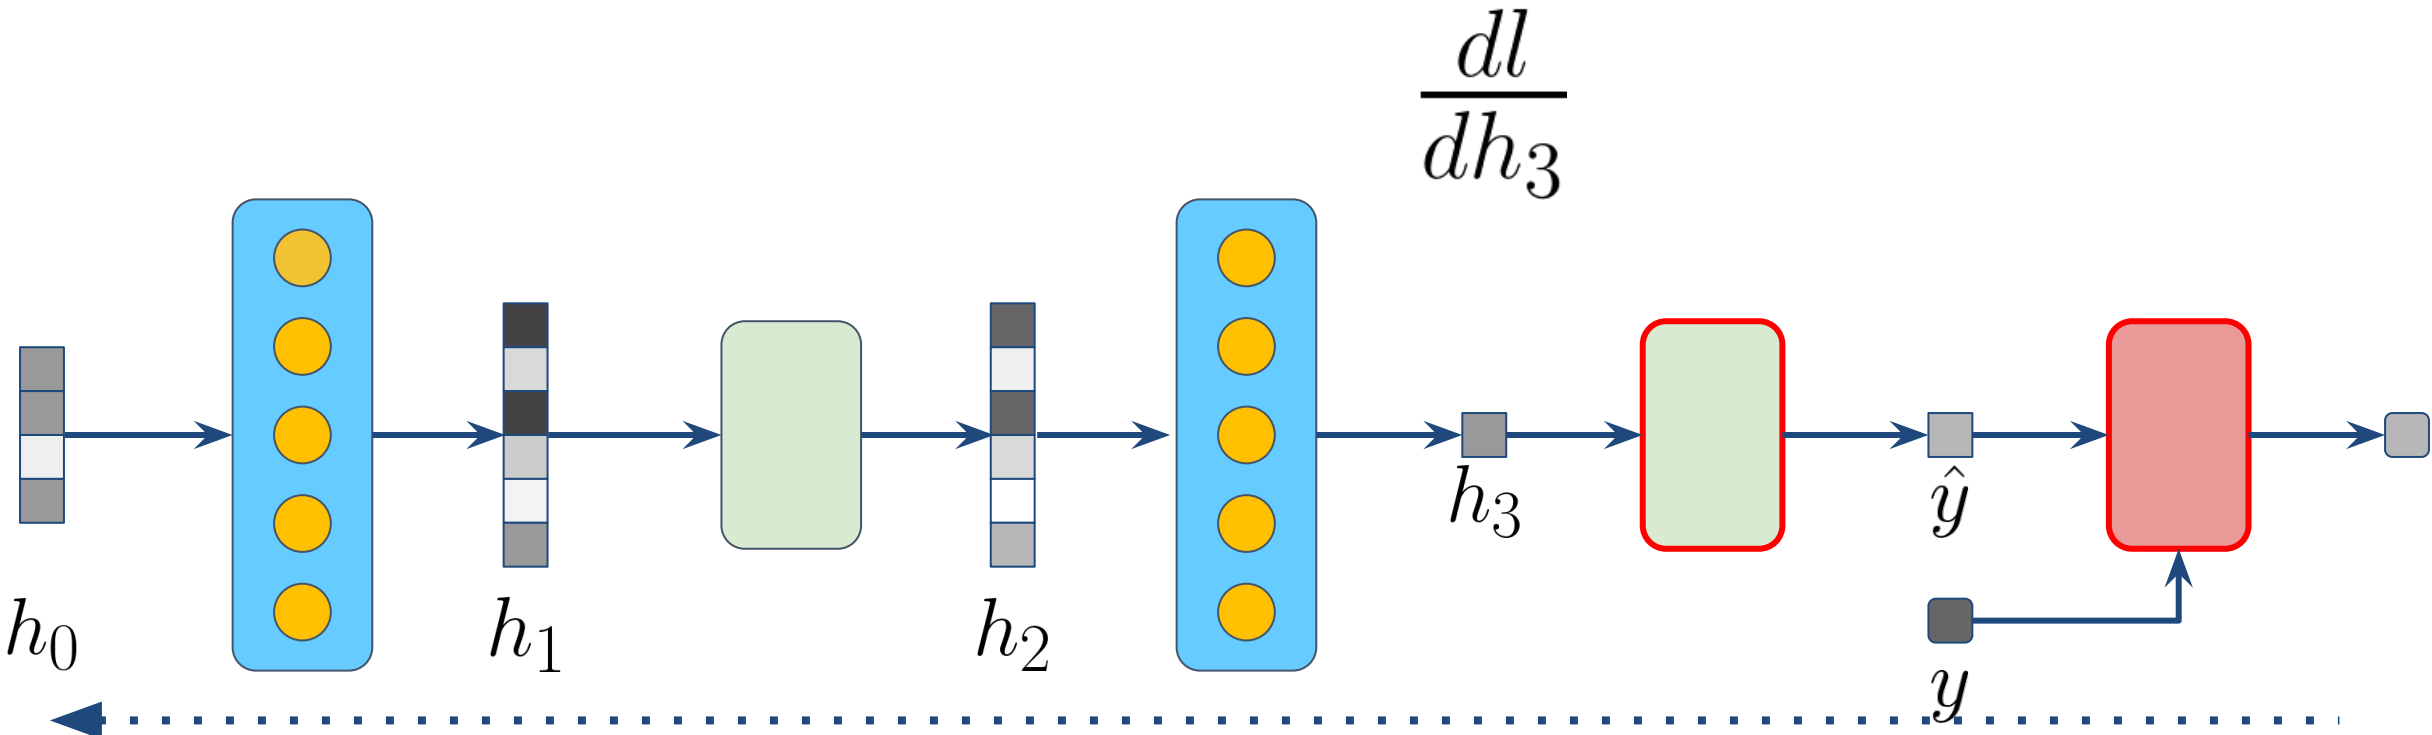 dl
dh₃
h₃
ŷ
h₀
h₁
h₂
y